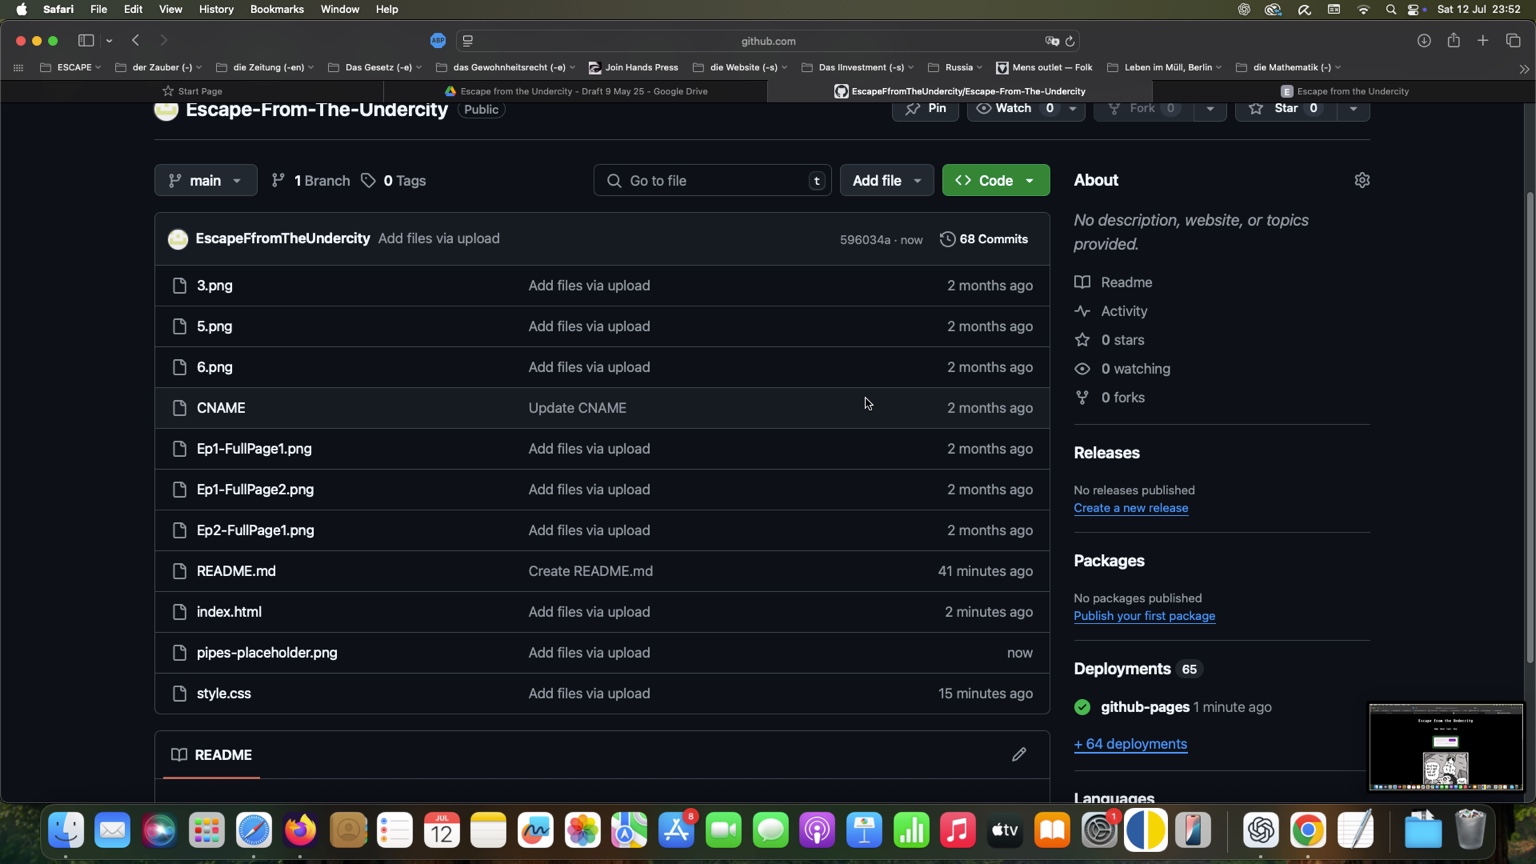 Safari File Edit View History Bookmarks Window Help Sat 12 Jul 23:52
ABP github.com
ESCAPE der Zauber (-) die Zeitung (-en) Das Gesetz (-e) das Gewohnheitsrecht (-e) Join Hands Press die Website (-s) Das IInvestment (-s) Russia Mens outlet — Folk Leben im Müll, Berlin die Mathematik (-)
Start Page Escape from the Undercity - Draft 9 May 25 - Google Drive EscapeFfromTheUndercity/Escape-From-The-Undercity E Escape from the Undercity
Escape-From-The-Undercity Public Pin Watch 0 Fork 0 Star 0
main 1 Branch 0 Tags Go to file t Add file <> Code
About
No description, website, or topics
provided.
EscapeFfromTheUndercity Add files via upload 596034a · now 68 Commits
3.png Add files via upload 2 months ago
5.png Add files via upload 2 months ago
6.png Add files via upload 2 months ago
CNAME Update CNAME 2 months ago
Ep1-FullPage1.png Add files via upload 2 months ago
Ep1-FullPage2.png Add files via upload 2 months ago
Ep2-FullPage1.png Add files via upload 2 months ago
README.md Create README.md 41 minutes ago
index.html Add files via upload 2 minutes ago
pipes-placeholder.png Add files via upload now
style.css Add files via upload 15 minutes ago
README
Readme
Activity
0 stars
0 watching
0 forks
Releases
No releases published
Create a new release
Packages
No packages published
Publish your first package
Deployments 65
github-pages 1 minute ago
+ 64 deployments
Languages
Escape from the Undercity
JUL
12
8
tv
1